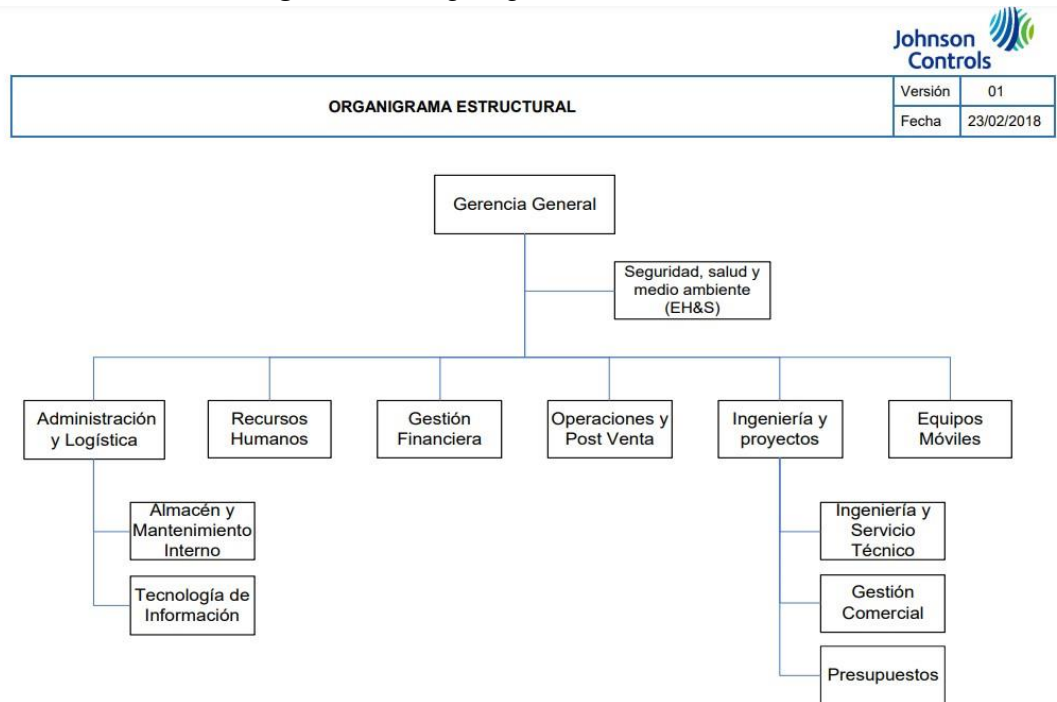 Johnson
Controls
ORGANIGRAMA ESTRUCTURAL
Versión 01
Fecha 23/02/2018
Gerencia General
Seguridad, salud y
medio ambiente
(EH&S)
Administración
y Logística
Recursos
Humanos
Gestión
Financiera
Operaciones y
Post Venta
Ingeniería y
proyectos
Equipos
Móviles
Almacén y
Mantenimiento
Interno
Tecnología de
Información
Ingeniería y
Servicio
Técnico
Gestión
Comercial
Presupuestos